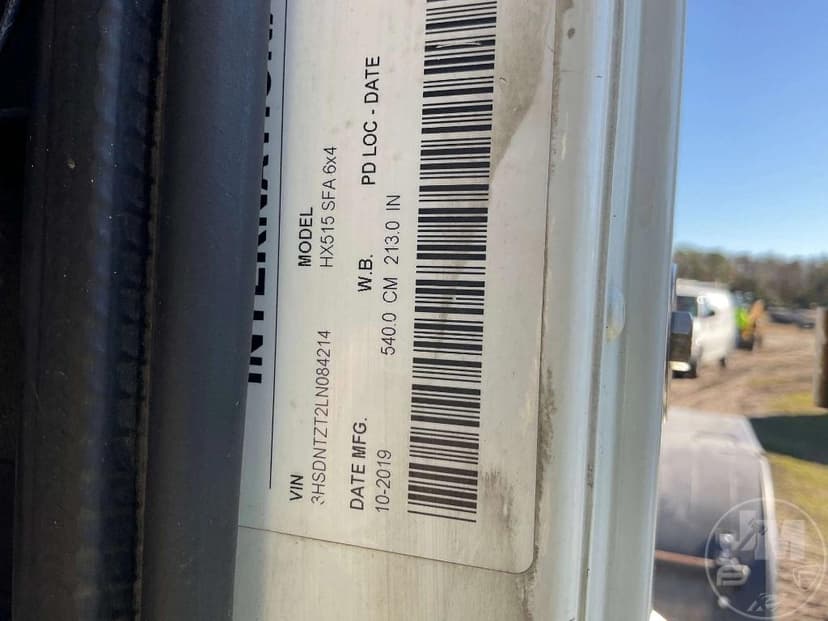 INTERNATIONAL
VIN MODEL
3HSDNTZT2LN084214 HX515 SFA 6x4
DATE MFG. W.B. PD LOC - DATE
10-2019 540.0 CM 213.0 IN